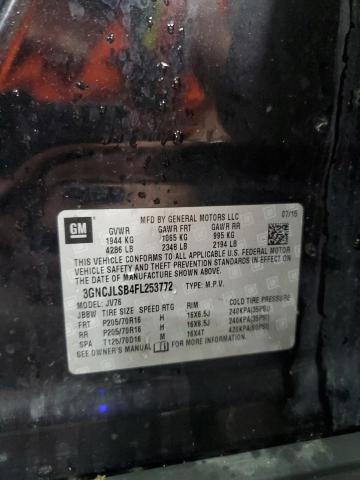 GM
MFD BY GENERAL MOTORS LLC 07/15
GVWR GAWR FRT GAWR RR
1944 KG 1065 KG 995 KG
4286 LB 2348 LB 2194 LB
THIS VEHICLE CONFORMS TO ALL APPLICABLE U.S. FEDERAL MOTOR
VEHICLE SAFETY AND THEFT PREVENTION STANDARDS IN EFFECT ON
THE DATE OF MANUFACTURE SHOWN ABOVE.
3GNCJLSB4FL253772 TYPE: M.P.V.
MODEL: JV76
JBBW TIRE SIZE SPEED RTG RIM COLD TIRE PRESSURE
FRT P205/70R16 H 16X6.5J 240KPA(35PSI)
RR P205/70R16 H 16X6.5J 240KPA(35PSI)
SPA T125/70D16 M 16X4T 420KPA(60PSI)
SEE OWNER'S MANUAL FOR MORE INFORMATION.